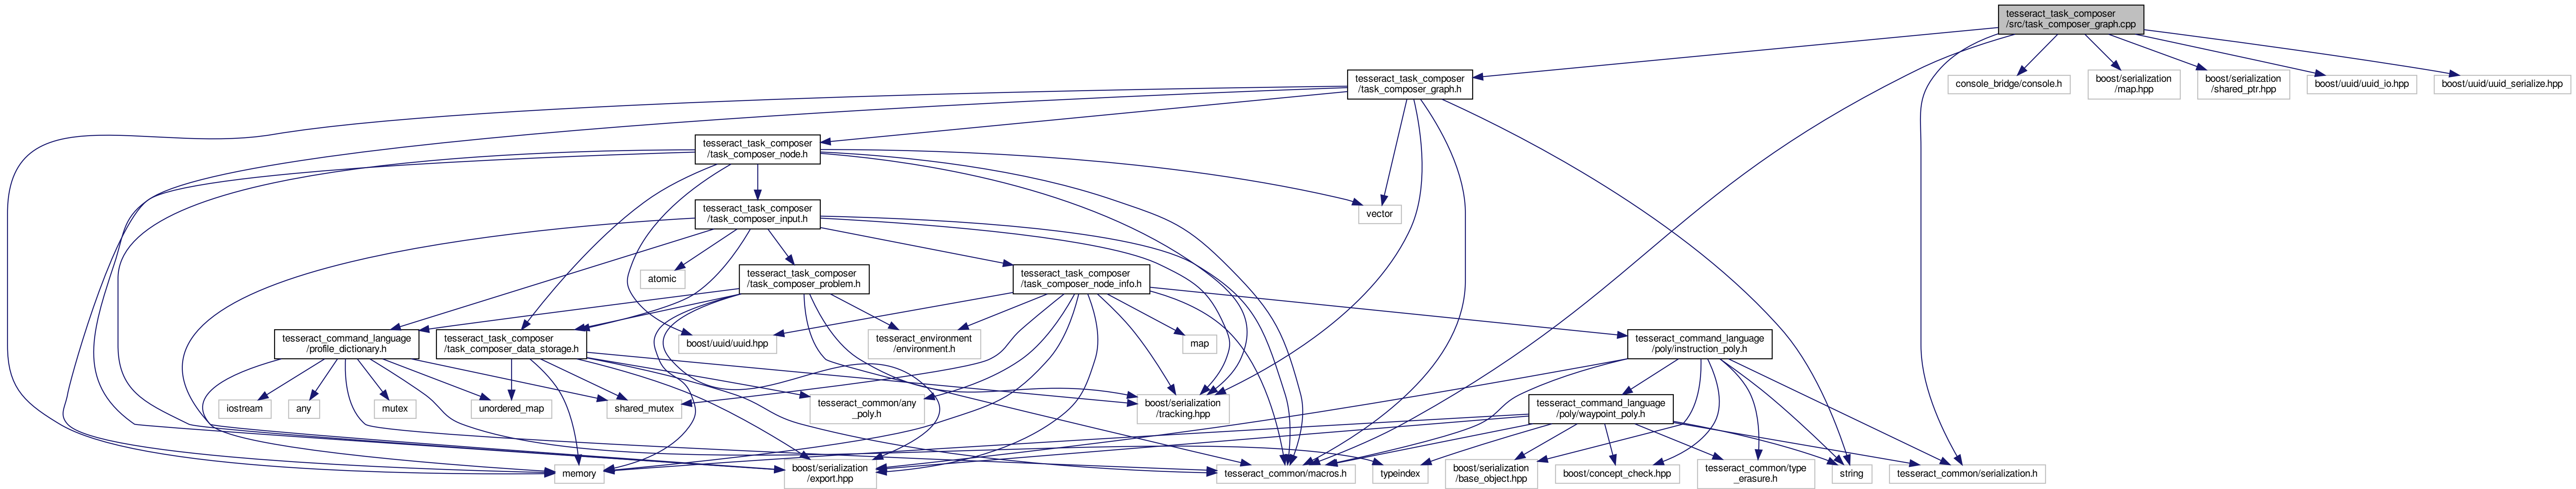 tesseract_task_composer
/src/task_composer_graph.cpp
tesseract_task_composer
/task_composer_graph.h
console_bridge/console.h
boost/serialization
/map.hpp
boost/serialization
/shared_ptr.hpp
boost/uuid/uuid_io.hpp
boost/uuid/uuid_serialize.hpp
tesseract_task_composer
/task_composer_node.h
tesseract_task_composer
/task_composer_input.h
vector
atomic
tesseract_task_composer
/task_composer_problem.h
tesseract_task_composer
/task_composer_node_info.h
tesseract_command_language
/profile_dictionary.h
tesseract_task_composer
/task_composer_data_storage.h
boost/uuid/uuid.hpp
tesseract_environment
/environment.h
map
tesseract_command_language
/poly/instruction_poly.h
iostream
any
mutex
unordered_map
shared_mutex
tesseract_common/any
_poly.h
boost/serialization
/tracking.hpp
tesseract_command_language
/poly/waypoint_poly.h
memory
boost/serialization
/export.hpp
tesseract_common/macros.h
typeindex
boost/serialization
/base_object.hpp
boost/concept_check.hpp
tesseract_common/type
_erasure.h
string
tesseract_common/serialization.h